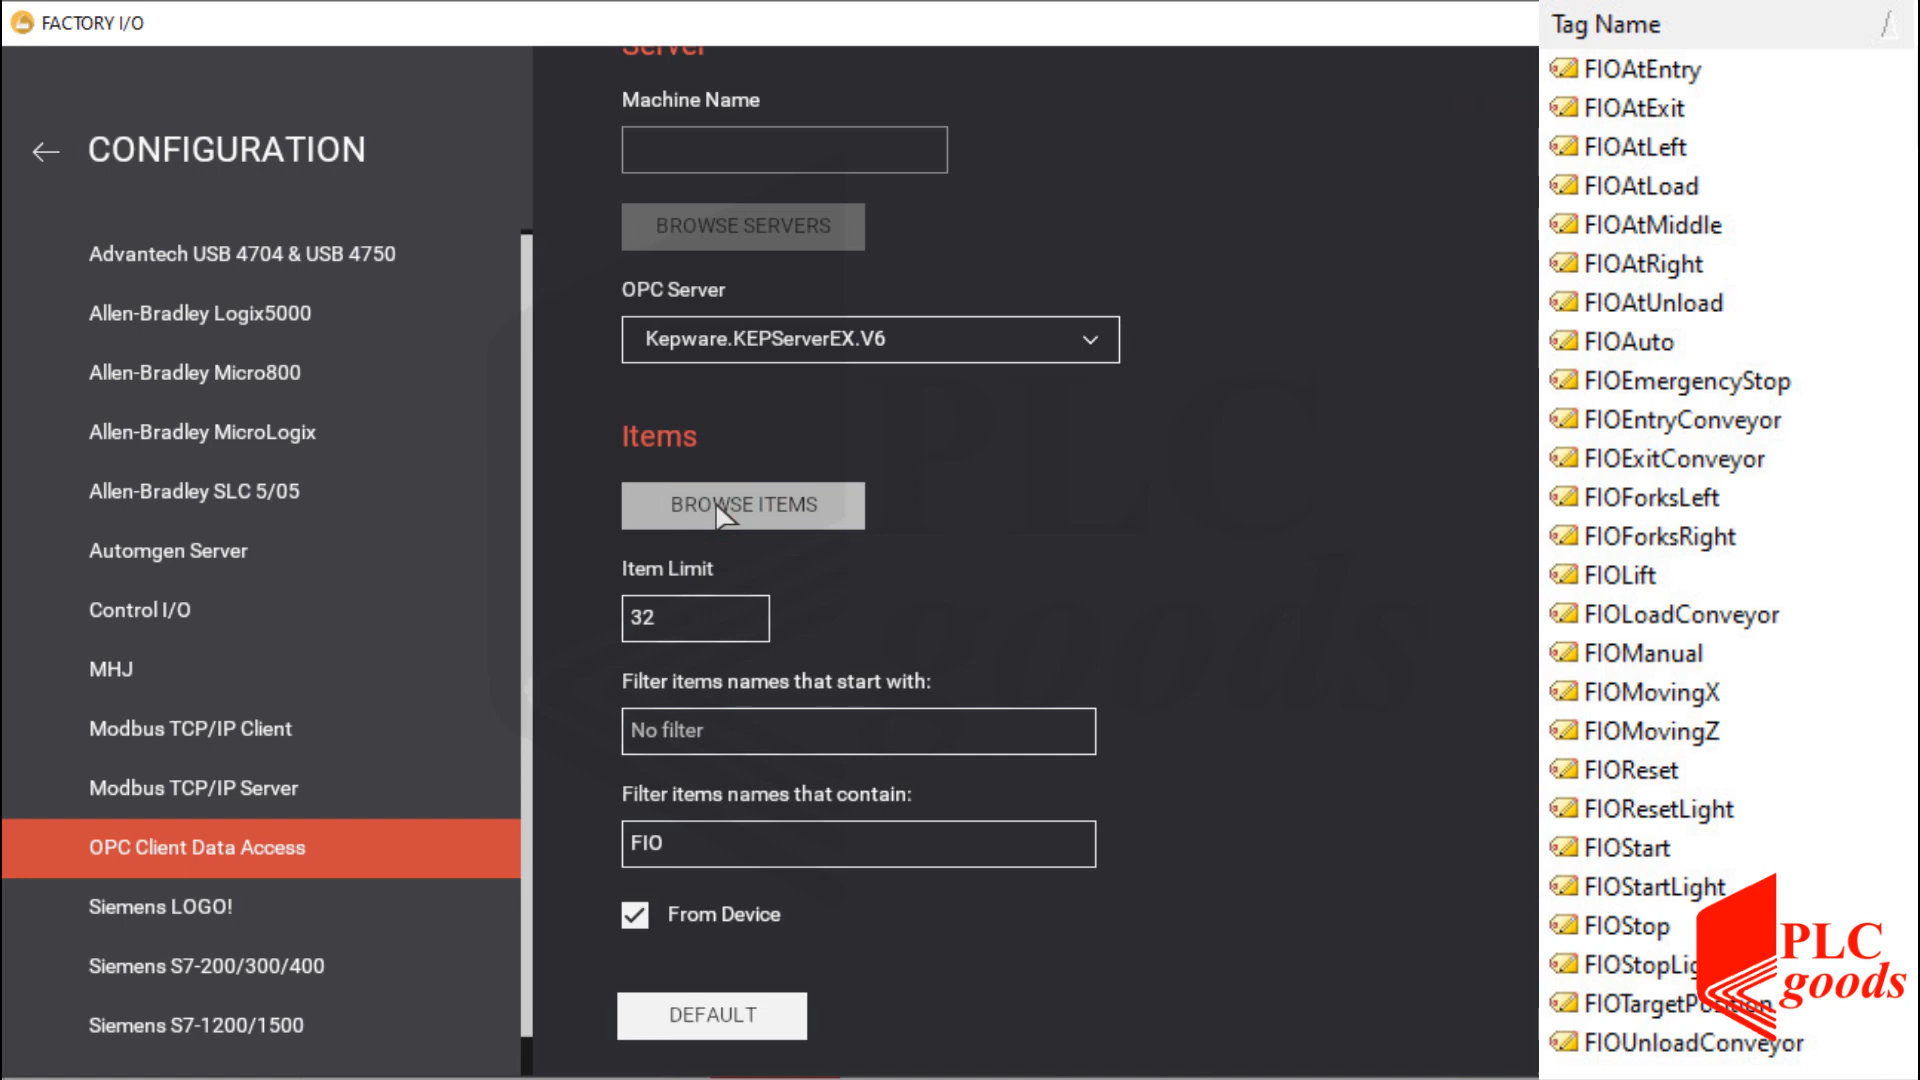 FACTORY I/O
CONFIGURATION
Advantech USB 4704 & USB 4750
Allen-Bradley Logix5000
Allen-Bradley Micro800
Allen-Bradley MicroLogix
Allen-Bradley SLC 5/05
Automgen Server
Control I/O
MHJ
Modbus TCP/IP Client
Modbus TCP/IP Server
OPC Client Data Access
Siemens LOGO!
Siemens S7-200/300/400
Siemens S7-1200/1500
Server
Machine Name
BROWSE SERVERS
OPC Server
Kepware.KEPServerEX.V6
Items
BROWSE ITEMS
Item Limit
32
Filter items names that start with:
No filter
Filter items names that contain:
FIO
From Device
DEFAULT
PLC
goods
Tag Name
FIOAtEntry
FIOAtExit
FIOAtLeft
FIOAtLoad
FIOAtMiddle
FIOAtRight
FIOAtUnload
FIOAuto
FIOEmergencyStop
FIOEntryConveyor
FIOExitConveyor
FIOForksLeft
FIOForksRight
FIOLift
FIOLoadConveyor
FIOManual
FIOMovingX
FIOMovingZ
FIOReset
FIOResetLight
FIOStart
FIOStartLight
FIOStop
FIOTargetPosition
FIOUnloadConveyor
PLC
goods